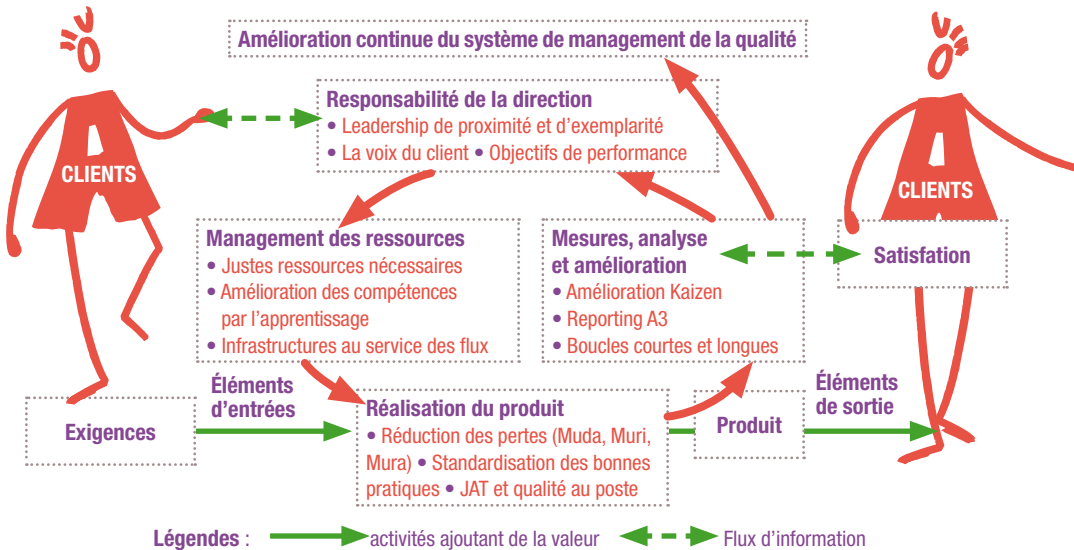 Amélioration continue du système de management de la qualité
Responsabilité de la direction
• Leadership de proximité et d’exemplarité
• La voix du client • Objectifs de performance
CLIENTS
CLIENTS
Management des ressources
• Justes ressources nécessaires
• Amélioration des compétences
par l’apprentissage
• Infrastructures au service des flux
Mesures, analyse
et amélioration
• Amélioration Kaizen
• Reporting A3
• Boucles courtes et longues
Satisfation
Éléments
d’entrées
Exigences
Réalisation du produit
• Réduction des pertes (Muda, Muri,
Mura) • Standardisation des bonnes
pratiques • JAT et qualité au poste
Produit
Éléments
de sortie
Légendes : activités ajoutant de la valeur Flux d’information